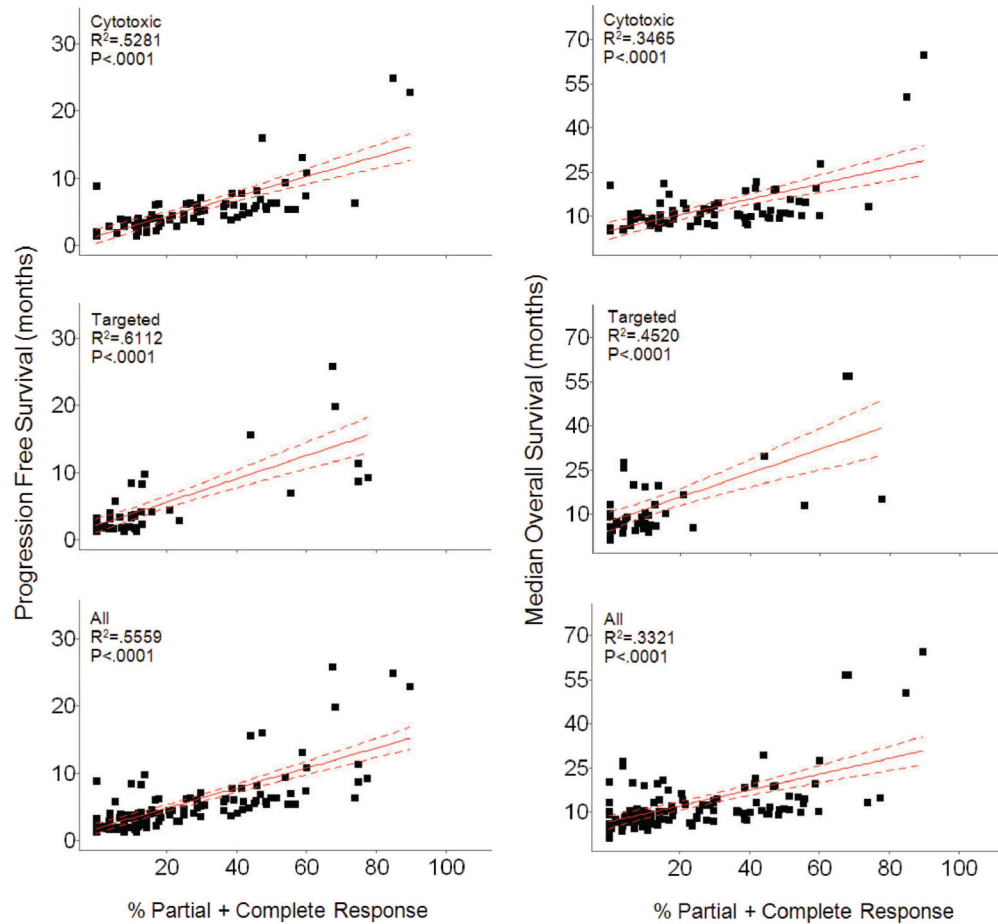 Cytotoxic
R²=.5281
P<.0001
30
20
10
0
Cytotoxic
R²=.3465
P<.0001
70
55
40
25
10
Targeted
R²=.6112
P<.0001
30
20
10
0
Targeted
R²=.4520
P<.0001
70
55
40
25
10
All
R²=.5559
P<.0001
30
20
10
0
All
R²=.3321
P<.0001
70
55
40
25
10
Progression Free Survival (months)
Median Overall Survival (months)
20 40 60 80 100
20 40 60 80 100
% Partial + Complete Response
% Partial + Complete Response